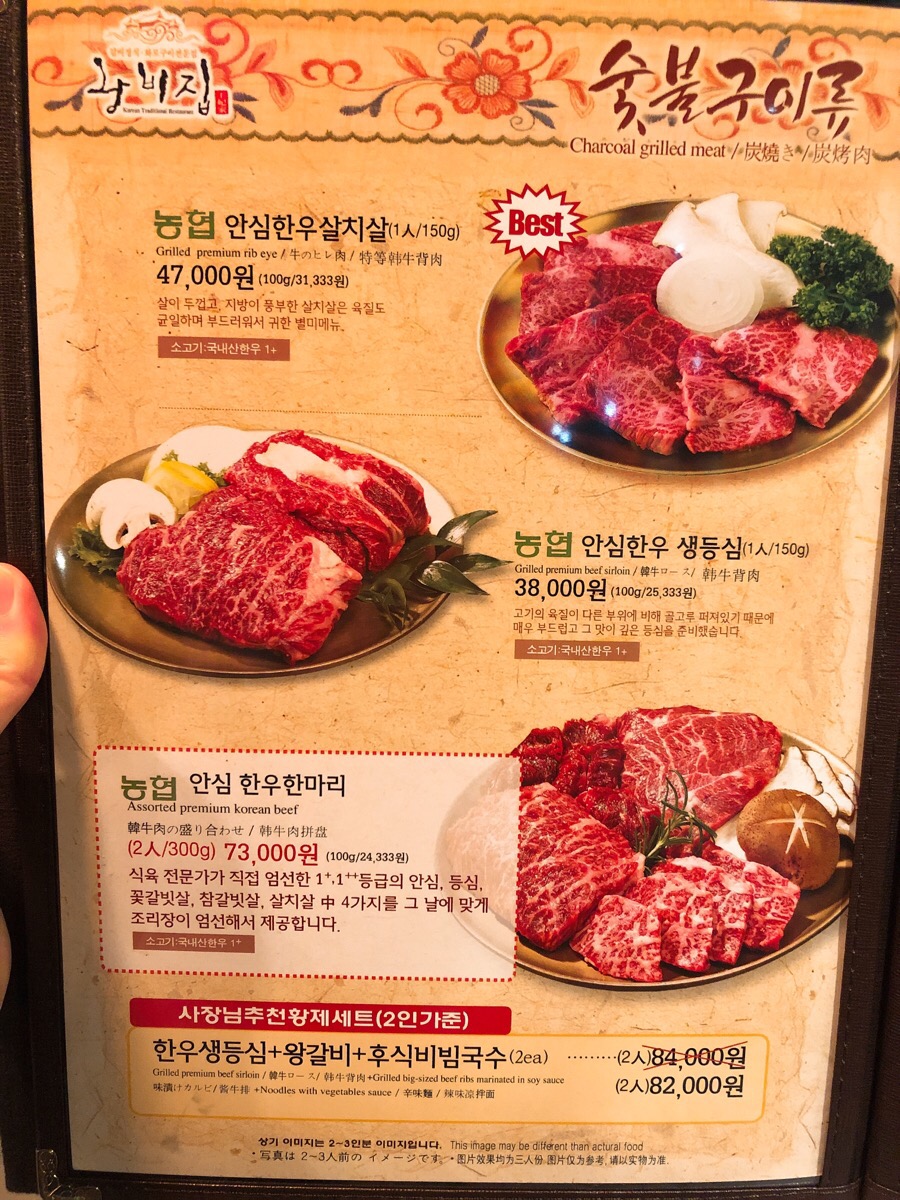 왕비집
Korean Traditional Restaurant
숯불구이류
Charcoal grilled meat / 炭燒き / 炭烤肉
농협 안심한우살치살(1人/150g)
Grilled premium rib eye / 牛のヒレ肉 / 特等韩牛背肉
47,000원 (100g/31,333원)
살이 두껍고, 지방이 풍부한 살치살은 육질도
균일하며 부드러워서 귀한 별미메뉴.
소고기:국내산한우 1+
Best
농협 안심한우 생등심(1人/150g)
Grilled premium beef sirloin / 韓牛ロース / 韩牛背肉
38,000원 (100g/25,333원)
고기의 육질이 다른 부위에 비해 골고루 퍼져있기 때문에
매우 부드럽고 그 맛이 깊은 등심을 준비했습니다.
소고기:국내산한우 1+
농협 안심 한우한마리
Assorted premium korean beef
韓牛肉の盛り合わせ / 韩牛肉拼盘
(2人/300g) 73,000원 (100g/24,333원)
식육 전문가가 직접 엄선한 1+,1++등급의 안심, 등심,
꽃갈빗살, 참갈빗살, 살치살 中 4가지를 그 날에 맞게
조리장이 엄선해서 제공합니다.
소고기:국내산한우 1+
사장님추천황제세트(2인가준)
한우생등심+왕갈비+후식비빔국수(2ea) ·········(2人)84,000원
Grilled premium beef sirloin / 韓牛ロース / 韩牛背肉+Grilled big-sized beef ribs marinated in soy sauce
味漬けカルビ/酱牛排 +Noodles with vegetables sauce / 辛味麵 / 辣味凉拌面
(2人)82,000원
상기 이미지는 2~3인분 이미지입니다. This image may be different than actural food
・写真は 2~3人前の イメージです。・图片效果均为三人份 图片仅为参考, 请以实物为准.